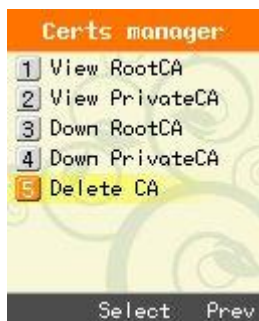 Certs manager
1 View RootCA
2 View PrivateCA
3 Down RootCA
4 Down PrivateCA
5 Delete CA
Select Prev